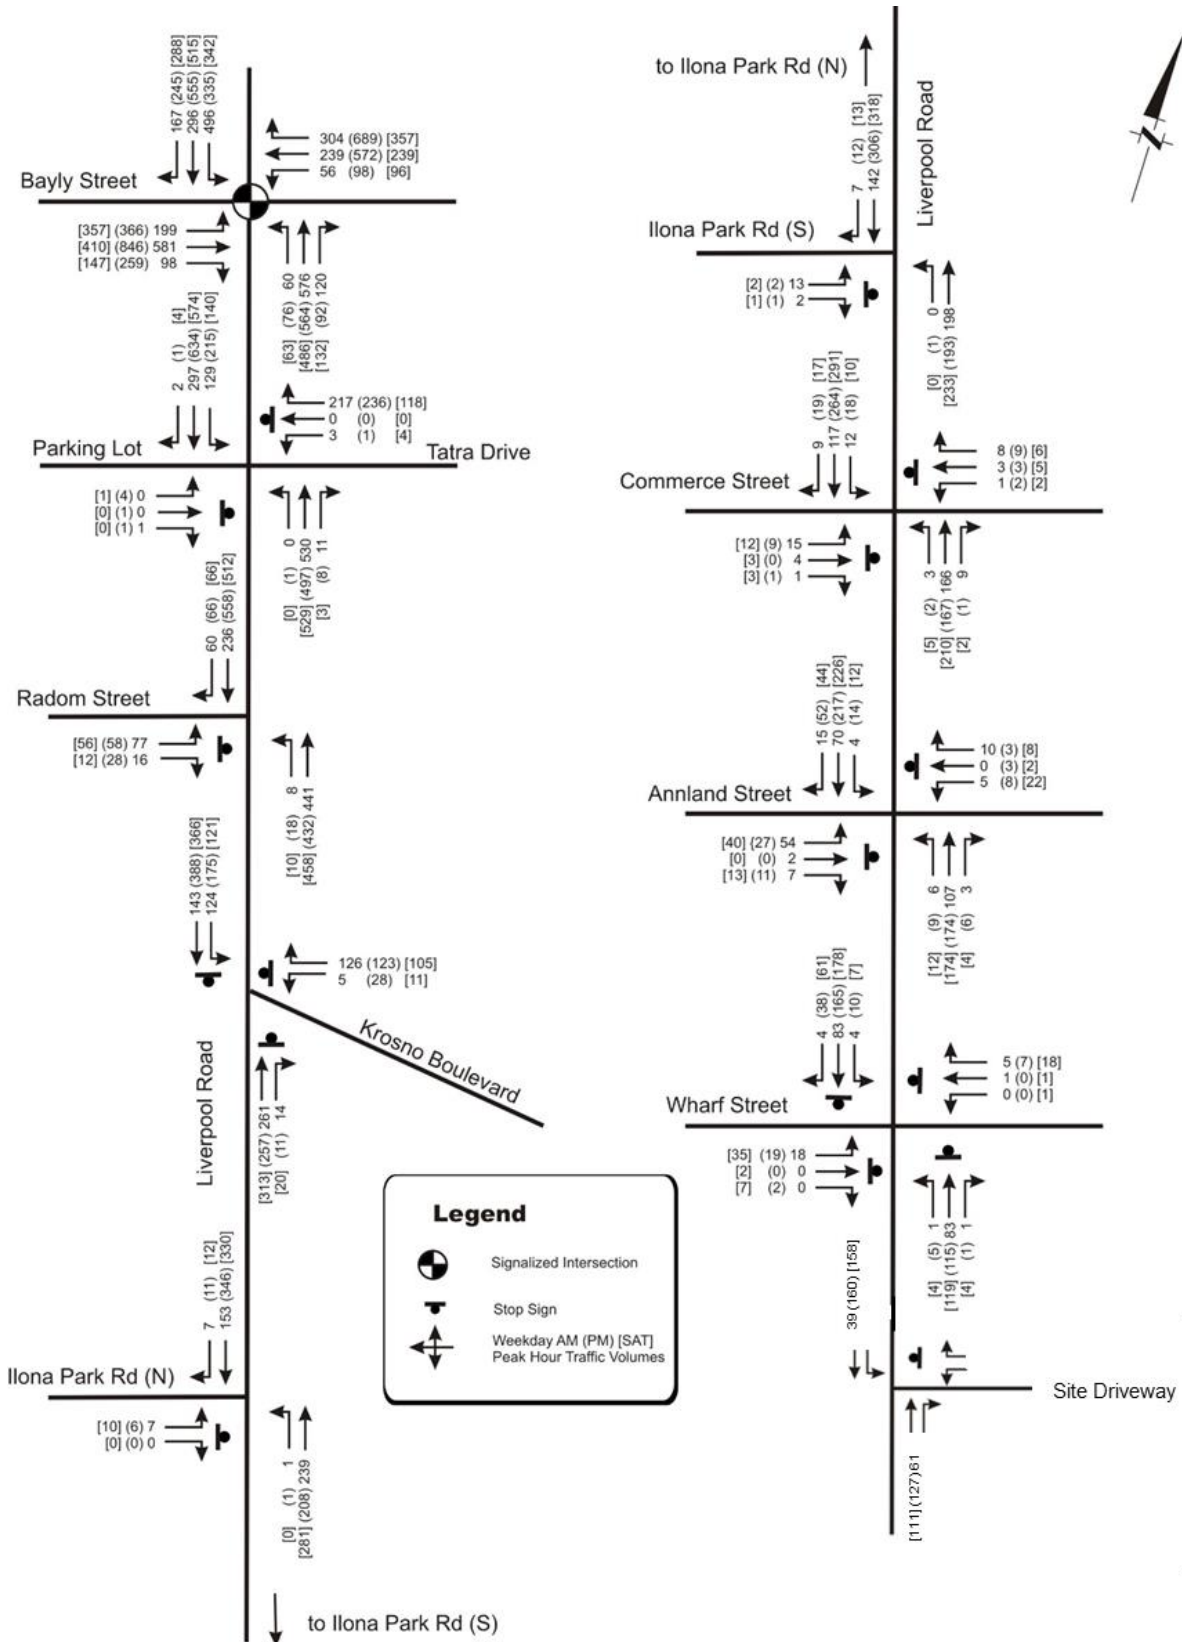 167 (245) [288]
296 (555) [515]
496 (335) [342]
304 (689) [357]
239 (572) [239]
56 (98) [96]
Bayly Street
[357] (366) 199
[410] (846) 581
[147] (259) 98
[63] (76) 60
[486] (564) 576
[132] (92) 120
2 (1) [4]
297 (634) [574]
129 (215) [140]
217 (236) [118]
0 (0) [0]
3 (1) [4]
Parking Lot
Tatra Drive
[1] (4) 0
[0] (1) 0
[0] (1) 1
[0] (1) 0
[529] (497) 530
[3] (8) 11
60 (66) [66]
236 (558) [512]
Radom Street
[56] (58) 77
[12] (28) 16
[10] (18) 8
[458] (432) 441
143 (388) [366]
124 (175) [121]
126 (123) [105]
5 (28) [11]
Krosno Boulevard
Liverpool Road
[313] (257) 261
[20] (11) 14
7 (11) [12]
153 (346) [330]
Ilona Park Rd (N)
[10] (6) 7
[0] (0) 0
[0] (1) 1
[281] (208) 239
to Ilona Park Rd (S)
Legend
Signalized Intersection
Stop Sign
Weekday AM (PM) [SAT]
Peak Hour Traffic Volumes
to Ilona Park Rd (N)
Liverpool Road
N
7 (12) [13]
142 (306) [318]
Ilona Park Rd (S)
[2] (2) 13
[1] (1) 2
[0] (1) 0
[233] (193) 198
9 (19) [17]
117 (264) [291]
12 (18) [10]
8 (9) [6]
3 (3) [5]
1 (2) [2]
Commerce Street
[12] (9) 15
[3] (0) 4
[3] (1) 1
[5] (2) 3
[210] (167) 166
[2] (1) 9
15 (52) [44]
70 (217) [226]
4 (14) [12]
10 (3) [8]
0 (3) [2]
5 (8) [22]
Annland Street
[40] (27) 54
[0] (0) 2
[13] (11) 7
[12] (9) 6
[174] (174) 107
[4] (6) 3
4 (38) [61]
83 (165) [178]
4 (10) [7]
5 (7) [18]
1 (0) [1]
0 (0) [1]
Wharf Street
[35] (19) 18
[2] (0) 0
[7] (2) 0
[4] (5) 1
[119] (115) 83
[4] (1) 1
39 (160) [158]
Site Driveway
[111] (127)61